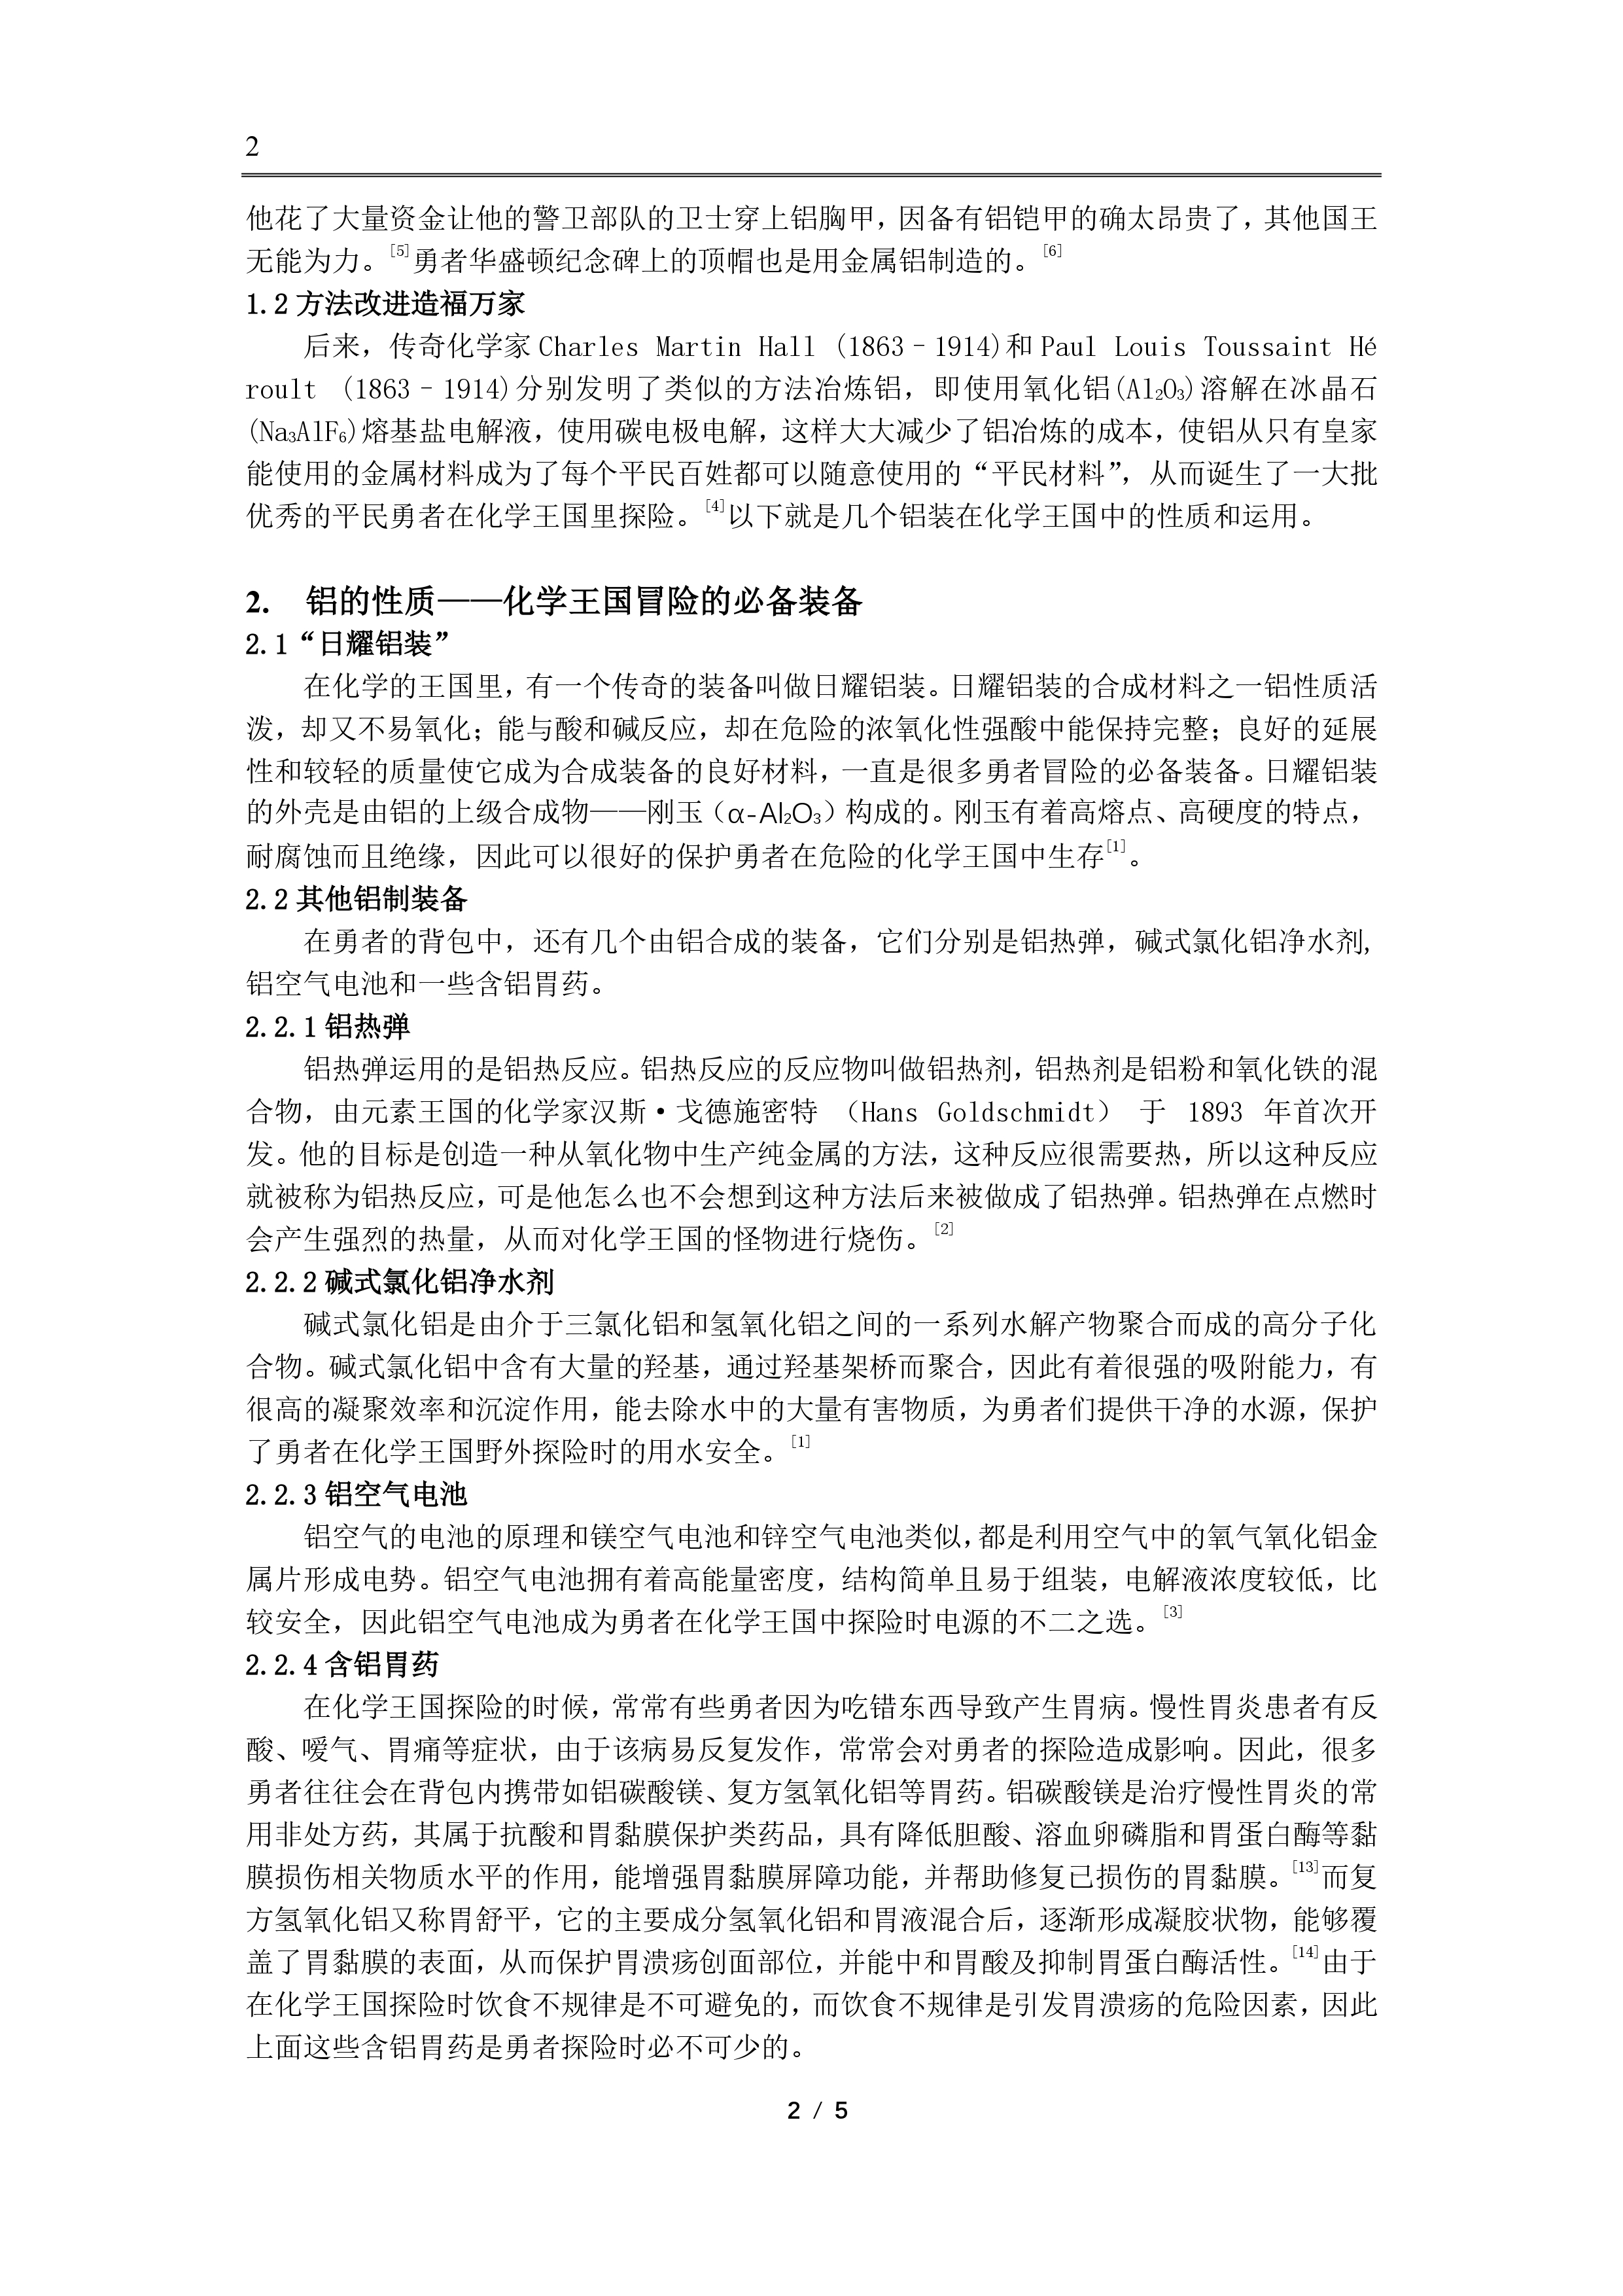 2
他花了大量资金让他的警卫部队的卫士穿上铝胸甲，因备有铝铠甲的确太昂贵了，其他国王
无能为力。[5]勇者华盛顿纪念碑上的顶帽也是用金属铝制造的。[6]
1.2 方法改进造福万家
后来，传奇化学家 Charles Martin Hall (1863–1914)和 Paul Louis Toussaint Hé
roult (1863–1914)分别发明了类似的方法冶炼铝，即使用氧化铝(Al₂O₃)溶解在冰晶石
(Na₃AlF₆)熔基盐电解液，使用碳电极电解，这样大大减少了铝冶炼的成本，使铝从只有皇家
能使用的金属材料成为了每个平民百姓都可以随意使用的“平民材料”，从而诞生了一大批
优秀的平民勇者在化学王国里探险。[4]以下就是几个铝装在化学王国中的性质和运用。
2. 铝的性质——化学王国冒险的必备装备
2.1“日耀铝装”
在化学的王国里，有一个传奇的装备叫做日耀铝装。日耀铝装的合成材料之一铝性质活
泼，却又不易氧化；能与酸和碱反应，却在危险的浓氧化性强酸中能保持完整；良好的延展
性和较轻的质量使它成为合成装备的良好材料，一直是很多勇者冒险的必备装备。日耀铝装
的外壳是由铝的上级合成物——刚玉（α-Al₂O₃）构成的。刚玉有着高熔点、高硬度的特点，
耐腐蚀而且绝缘，因此可以很好的保护勇者在危险的化学王国中生存[1]。
2.2 其他铝制装备
在勇者的背包中，还有几个由铝合成的装备，它们分别是铝热弹，碱式氯化铝净水剂，
铝空气电池和一些含铝胃药。
2.2.1 铝热弹
铝热弹运用的是铝热反应。铝热反应的反应物叫做铝热剂，铝热剂是铝粉和氧化铁的混
合物，由元素王国的化学家汉斯·戈德施密特 （Hans Goldschmidt） 于 1893 年首次开
发。他的目标是创造一种从氧化物中生产纯金属的方法，这种反应很需要热，所以这种反应
就被称为铝热反应，可是他怎么也不会想到这种方法后来被做成了铝热弹。铝热弹在点燃时
会产生强烈的热量，从而对化学王国的怪物进行烧伤。[2]
2.2.2 碱式氯化铝净水剂
碱式氯化铝是由介于三氯化铝和氢氧化铝之间的一系列水解产物聚合而成的高分子化
合物。碱式氯化铝中含有大量的羟基，通过羟基架桥而聚合，因此有着很强的吸附能力，有
很高的凝聚效率和沉淀作用，能去除水中的大量有害物质，为勇者们提供干净的水源，保护
了勇者在化学王国野外探险时的用水安全。[1]
2.2.3 铝空气电池
铝空气的电池的原理和镁空气电池和锌空气电池类似，都是利用空气中的氧气氧化铝金
属片形成电势。铝空气电池拥有着高能量密度，结构简单且易于组装，电解液浓度较低，比
较安全，因此铝空气电池成为勇者在化学王国中探险时电源的不二之选。[3]
2.2.4 含铝胃药
在化学王国探险的时候，常常有些勇者因为吃错东西导致产生胃病。慢性胃炎患者有反
酸、嗳气、胃痛等症状，由于该病易反复发作，常常会对勇者的探险造成影响。因此，很多
勇者往往会在背包内携带如铝碳酸镁、复方氢氧化铝等胃药。铝碳酸镁是治疗慢性胃炎的常
用非处方药，其属于抗酸和胃黏膜保护类药品，具有降低胆酸、溶血卵磷脂和胃蛋白酶等黏
膜损伤相关物质水平的作用，能增强胃黏膜屏障功能，并帮助修复已损伤的胃黏膜。[13]而复
方氢氧化铝又称胃舒平，它的主要成分氢氧化铝和胃液混合后，逐渐形成凝胶状物，能够覆
盖了胃黏膜的表面，从而保护胃溃疡创面部位，并能中和胃酸及抑制胃蛋白酶活性。[14]由于
在化学王国探险时饮食不规律是不可避免的，而饮食不规律是引发胃溃疡的危险因素，因此
上面这些含铝胃药是勇者探险时必不可少的。
2 / 5